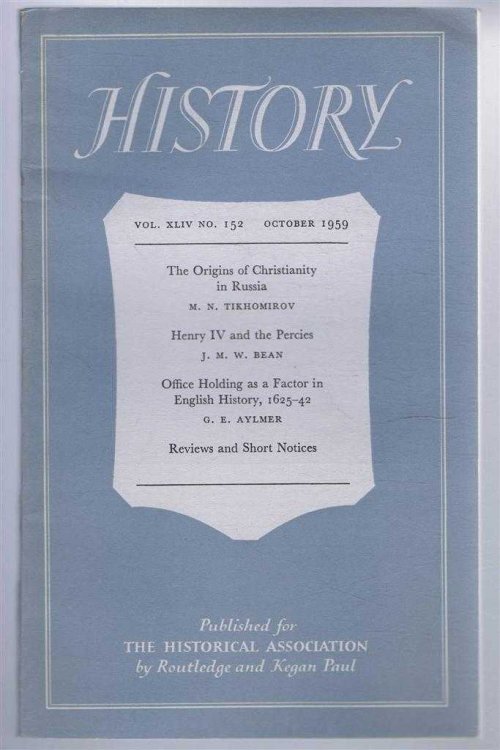 HISTORY
VOL. XLIV NO. 152 OCTOBER 1959
The Origins of Christianity
in Russia
M. N. TIKHOMIROV
Henry IV and the Percies
J. M. W. BEAN
Office Holding as a Factor in
English History, 1625–42
G. E. AYLMER
Reviews and Short Notices
Published for
THE HISTORICAL ASSOCIATION
by Routledge and Kegan Paul